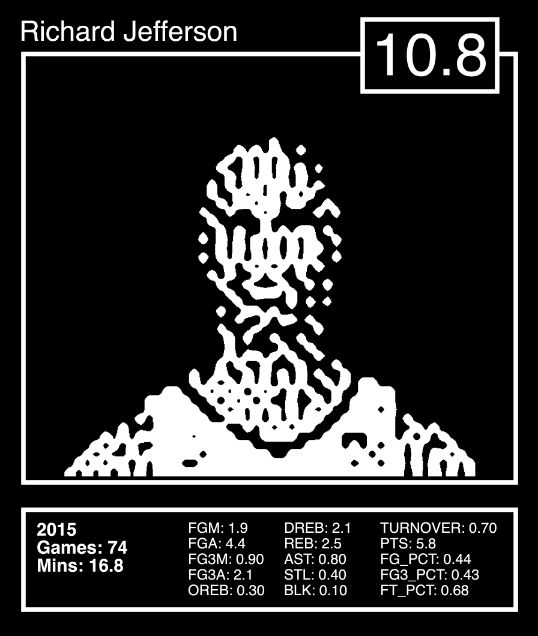 Richard Jefferson
10.8
2015
Games: 74
Mins: 16.8
FGM: 1.9
FGA: 4.4
FG3M: 0.90
FG3A: 2.1
OREB: 0.30
DREB: 2.1
REB: 2.5
AST: 0.80
STL: 0.40
BLK: 0.10
TURNOVER: 0.70
PTS: 5.8
FG_PCT: 0.44
FG3_PCT: 0.43
FT_PCT: 0.68